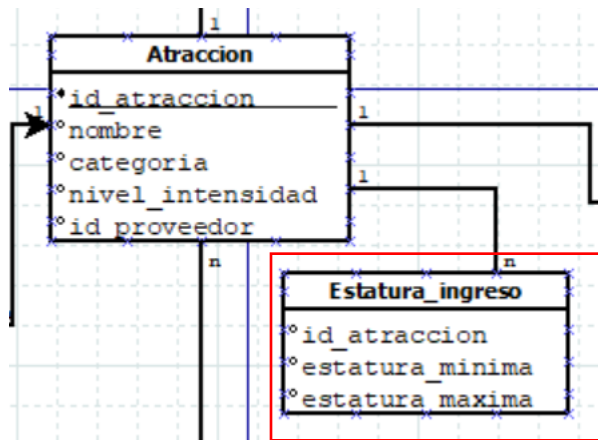 1
Atraccion
id_atraccion
1
1
nombre
categoria
1
nivel_intensidad
id_proveedor
n
n
Estatura_ingreso
id_atraccion
estatura_minima
estatura_maxima